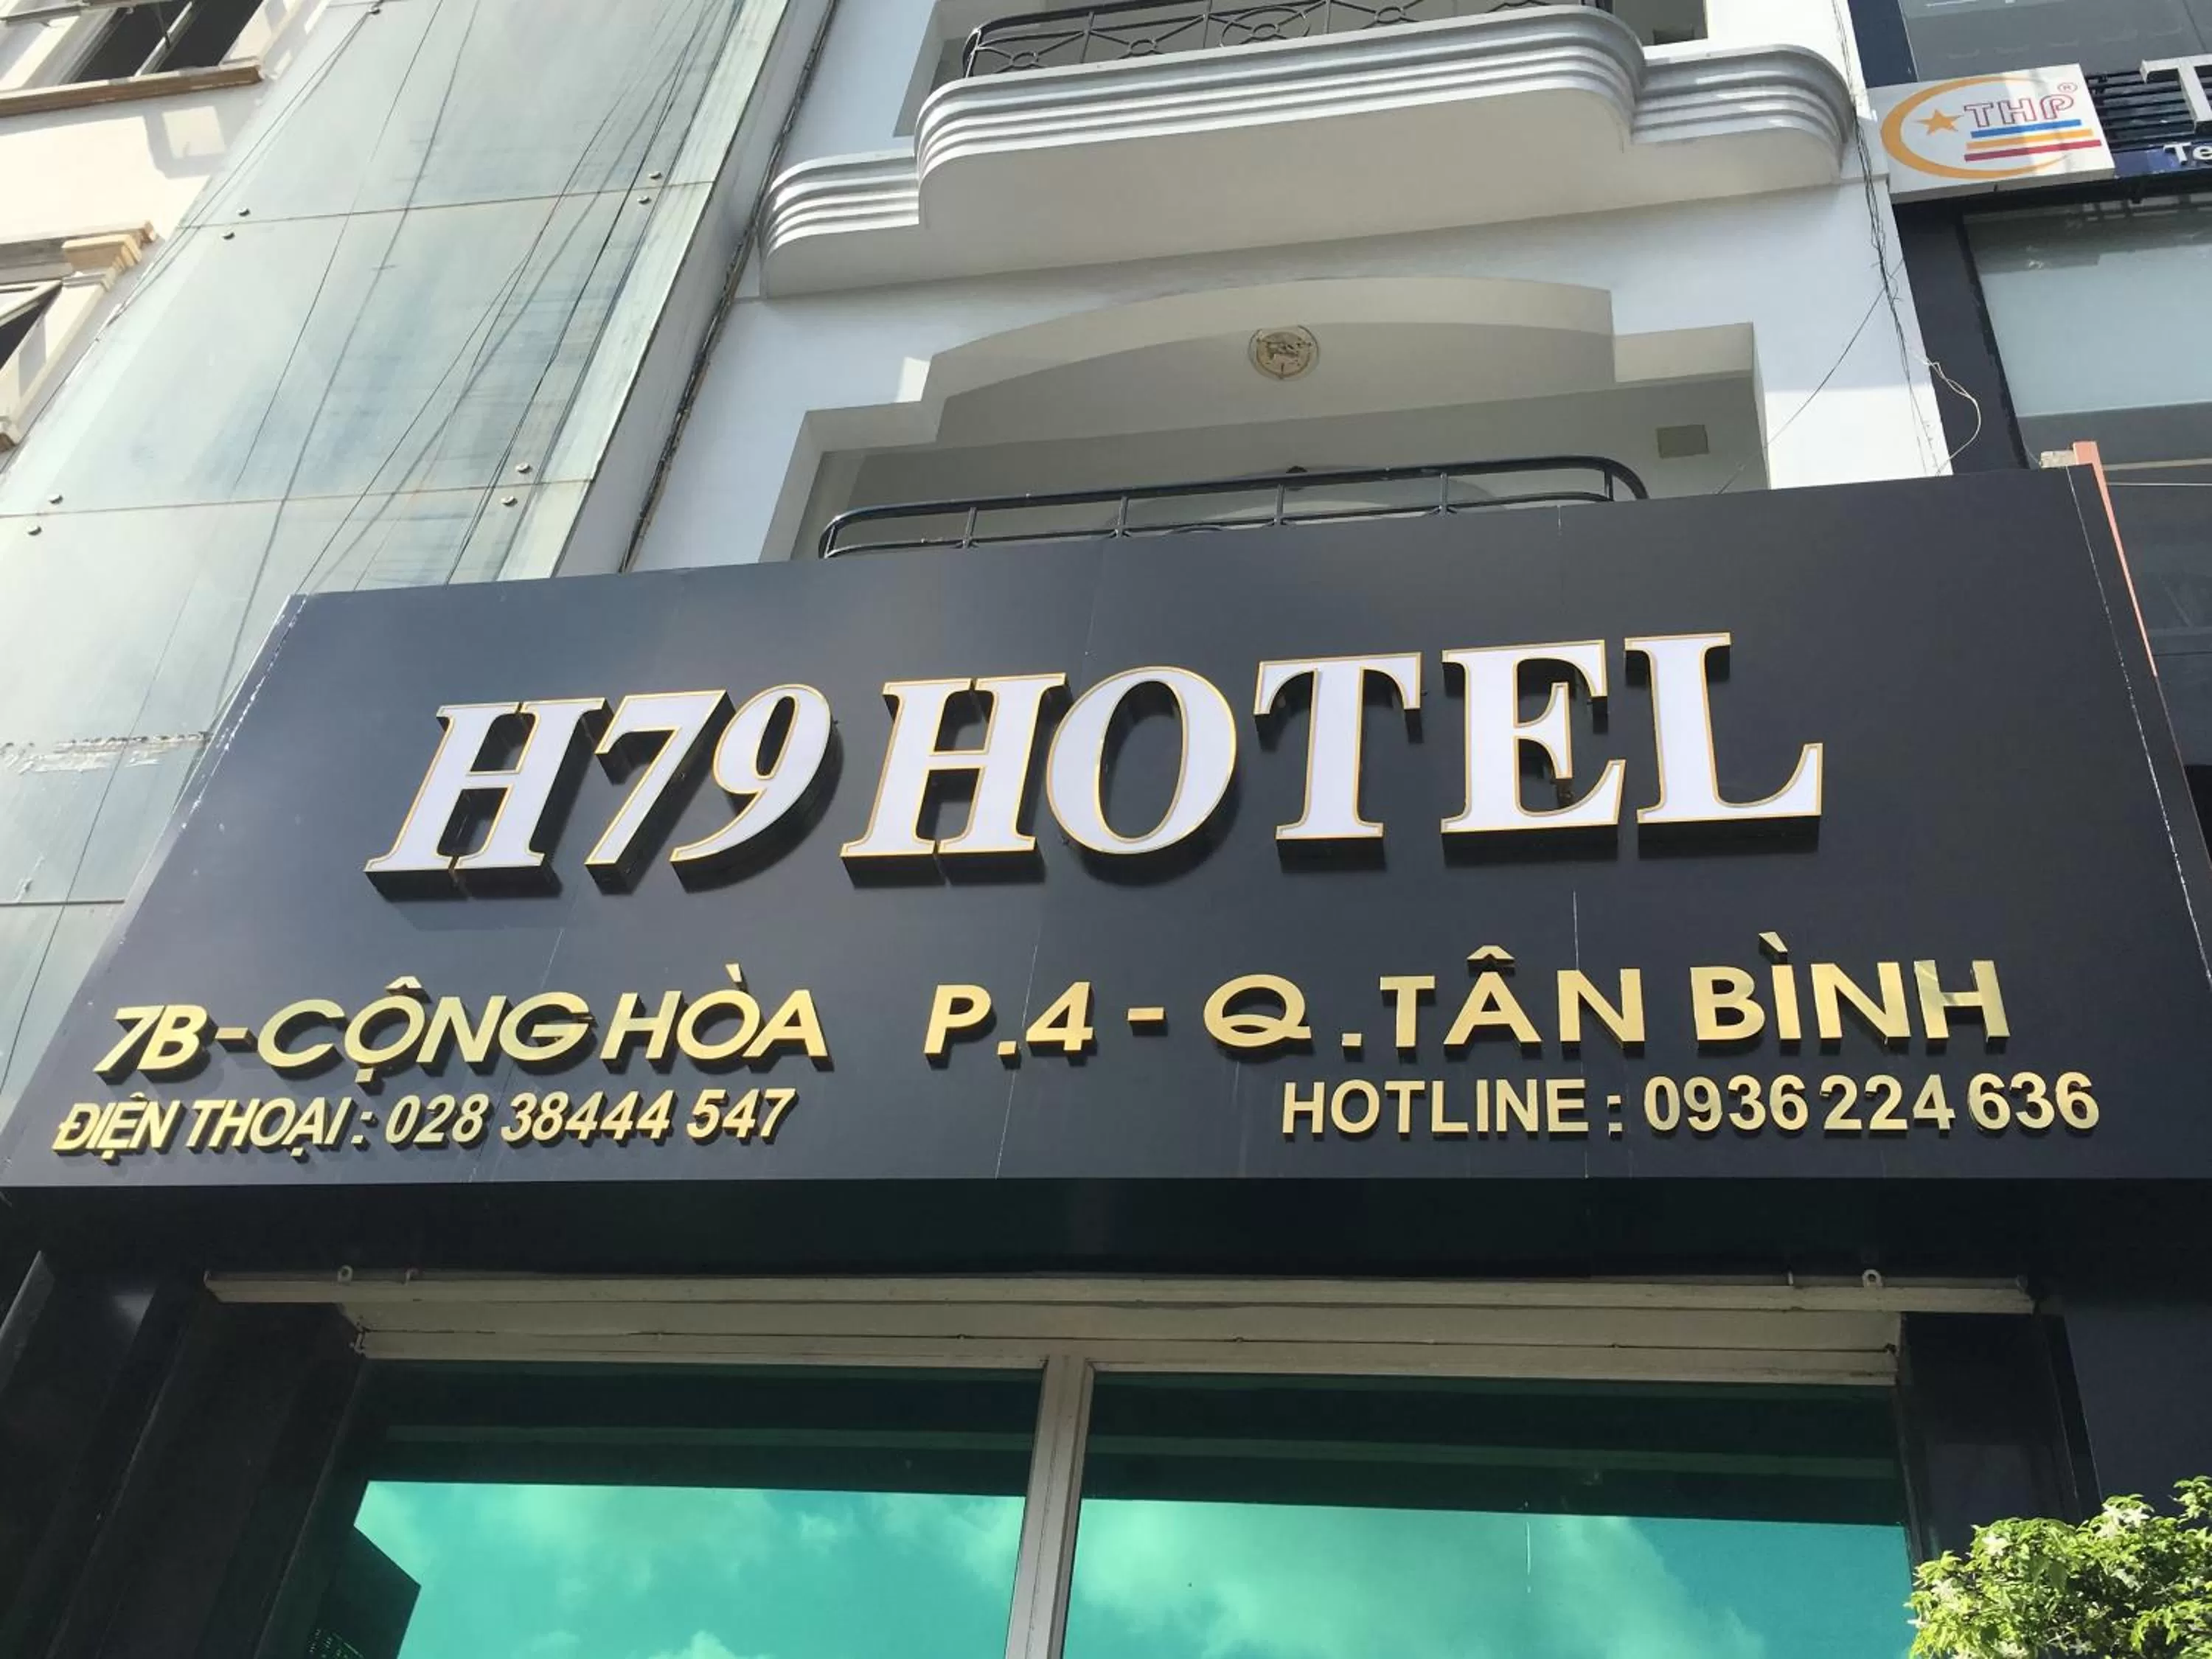 THP®
H79 HOTEL
7B-CỘNG HÒA P.4 - Q.TÂN BÌNH
ĐIỆN THOẠI: 028 38444 547
HOTLINE: 0936 224 636